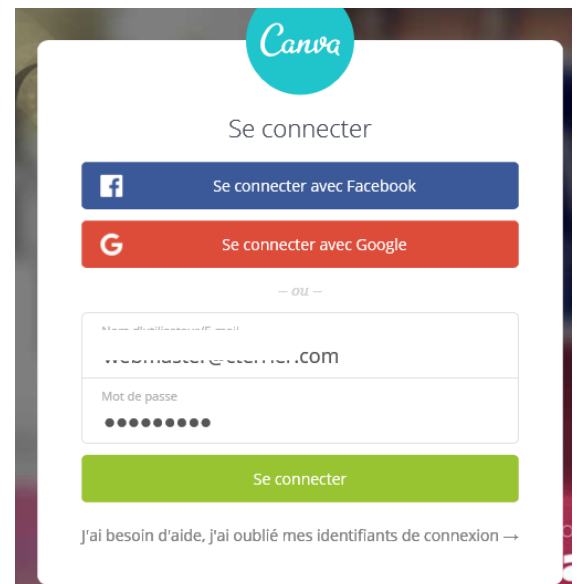 Canva
Se connecter
Se connecter avec Facebook
Se connecter avec Google
– ou –
Mot de passe
●●●●●●●●●
Se connecter
J'ai besoin d'aide, j'ai oublié mes identifiants de connexion →